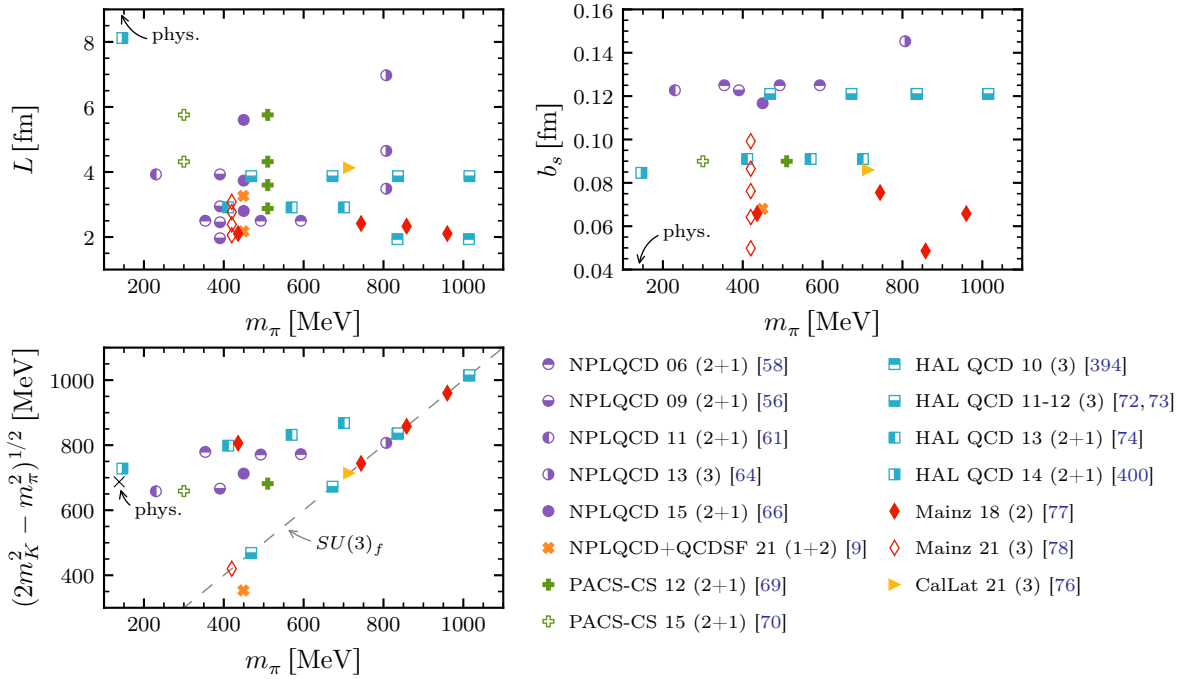 8
6
4
2
L [fm]
phys.
200 400 600 800 1000
m_π [MeV]
0.16
0.14
0.12
0.10
0.08
0.06
0.04
b_s [fm]
phys.
200 400 600 800 1000
m_π [MeV]
1000
800
600
400
(2m_K^2 − m_π^2)^{1/2} [MeV]
phys.
SU(3)_f
200 400 600 800 1000
m_π [MeV]
NPLQCD 06 (2+1) [58]
NPLQCD 09 (2+1) [56]
NPLQCD 11 (2+1) [61]
NPLQCD 13 (3) [64]
NPLQCD 15 (2+1) [66]
NPLQCD+QCDSF 21 (1+2) [9]
PACS-CS 12 (2+1) [69]
PACS-CS 15 (2+1) [70]
HAL QCD 10 (3) [394]
HAL QCD 11-12 (3) [72,73]
HAL QCD 13 (2+1) [74]
HAL QCD 14 (2+1) [400]
Mainz 18 (2) [77]
Mainz 21 (3) [78]
CalLat 21 (3) [76]